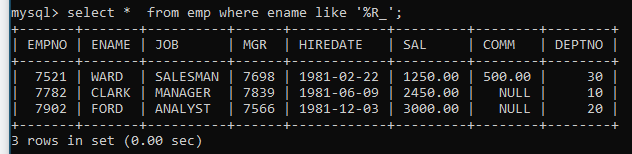 mysql> select *  from emp where ename like '%R_';
+-------+-------+----------+------+------------+---------+--------+--------+
| EMPNO | ENAME | JOB      | MGR  | HIREDATE   | SAL     | COMM   | DEPTNO |
+-------+-------+----------+------+------------+---------+--------+--------+
|  7521 | WARD  | SALESMAN | 7698 | 1981-02-22 | 1250.00 | 500.00 |     30 |
|  7782 | CLARK | MANAGER  | 7839 | 1981-06-09 | 2450.00 |   NULL |     10 |
|  7902 | FORD  | ANALYST  | 7566 | 1981-12-03 | 3000.00 |   NULL |     20 |
+-------+-------+----------+------+------------+---------+--------+--------+
3 rows in set (0.00 sec)